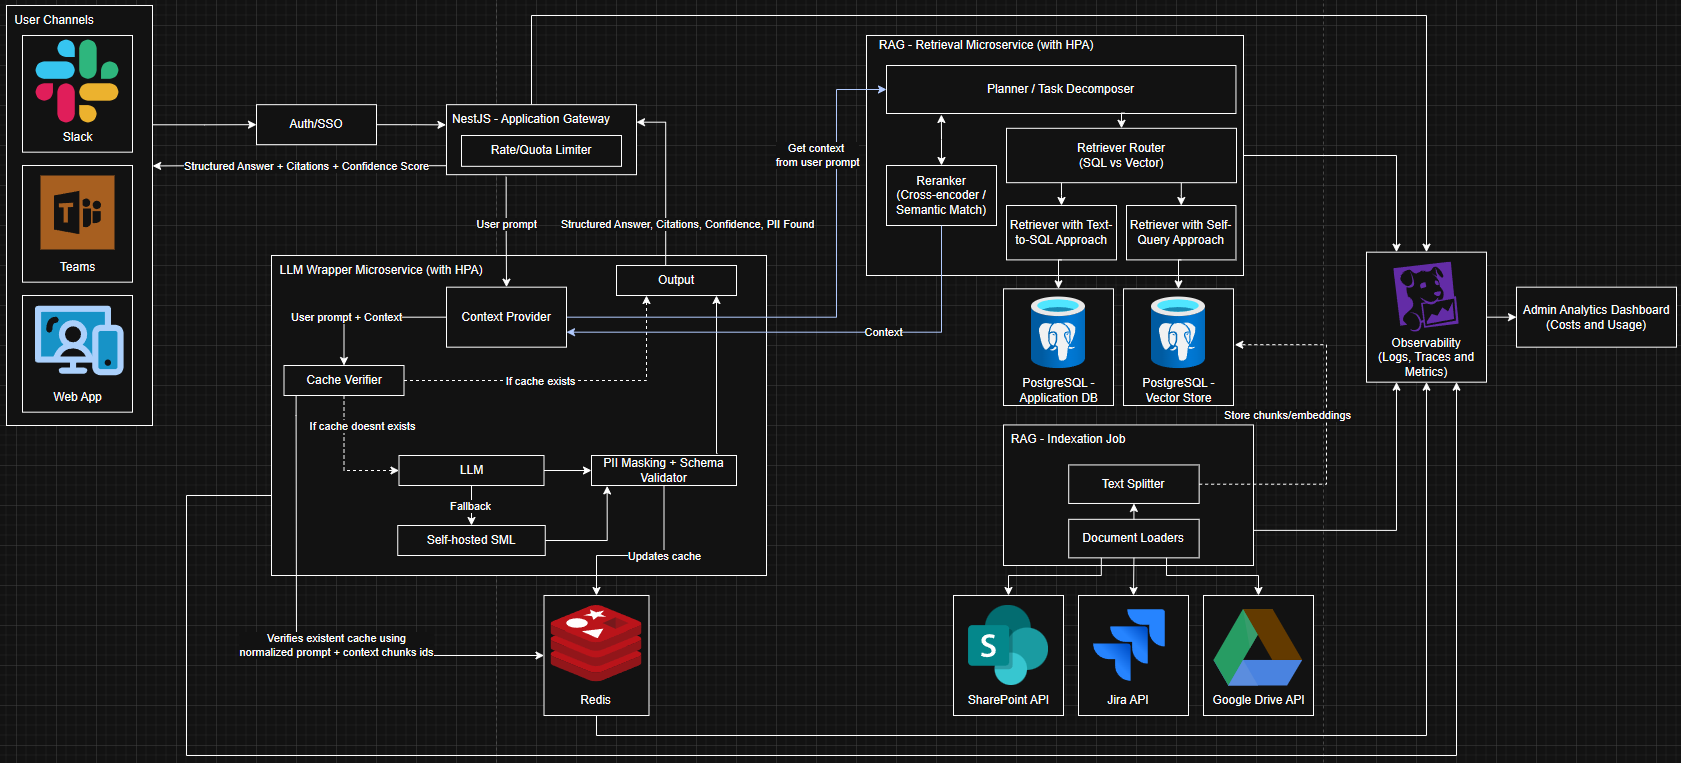 User Channels
Slack
Teams
Web App
Auth/SSO
NestJS - Application Gateway
Rate/Quota Limiter
Structured Answer + Citations + Confidence Score
User prompt
Structured Answer, Citations, Confidence, PII Found
LLM Wrapper Microservice (with HPA)
Output
Context Provider
User prompt + Context
Cache Verifier
If cache exists
If cache doesnt exists
LLM
PII Masking + Schema
Validator
Fallback
Self-hosted SML
Updates cache
Verifies existent cache using
normalized prompt + context chunks ids
Redis
Get context
from user prompt
Context
RAG - Retrieval Microservice (with HPA)
Planner / Task Decomposer
Retriever Router
(SQL vs Vector)
Reranker
(Cross-encoder /
Semantic Match)
Retriever with Text-
to-SQL Approach
Retriever with Self-
Query Approach
PostgreSQL -
Application DB
PostgreSQL -
Vector Store
Store chunks/embeddings
RAG - Indexation Job
Text Splitter
Document Loaders
S
SharePoint API
Jira API
Google Drive API
Observability
(Logs, Traces and
Metrics)
Admin Analytics Dashboard
(Costs and Usage)